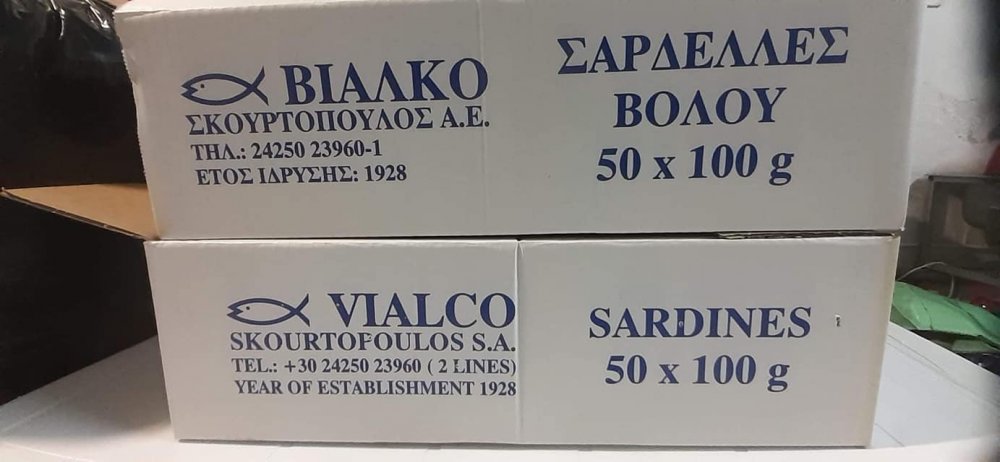 ΒΙΑΛΚΟ
ΣΚΟΥΡΤΟΠΟΥΛΟΣ Α.Ε.
ΤΗΛ.: 24250 23960-1
ΕΤΟΣ ΙΔΡΥΣΗΣ: 1928
ΣΑΡΔΕΛΛΕΣ
ΒΟΛΟΥ
50 x 100 g
VIALCO
SKOURTOPOULOS S.A.
TEL.: +30 24250 23960 ( 2 LINES)
YEAR OF ESTABLISHMENT 1928
SARDINES
50 x 100 g